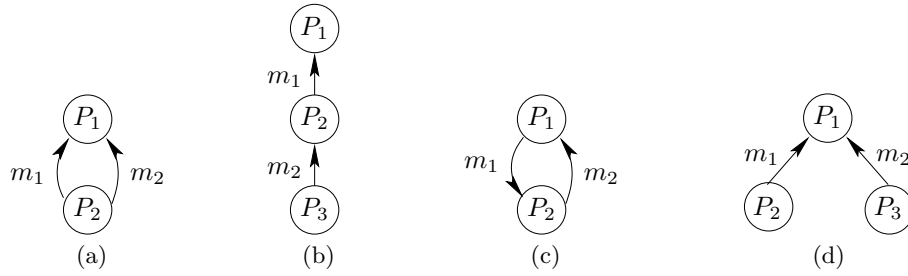 P₁
m₁ m₂
P₂
(a)
P₁
m₁
P₂
m₂
P₃
(b)
P₁
m₁ m₂
P₂
(c)
P₁
m₁ m₂
P₂ P₃
(d)